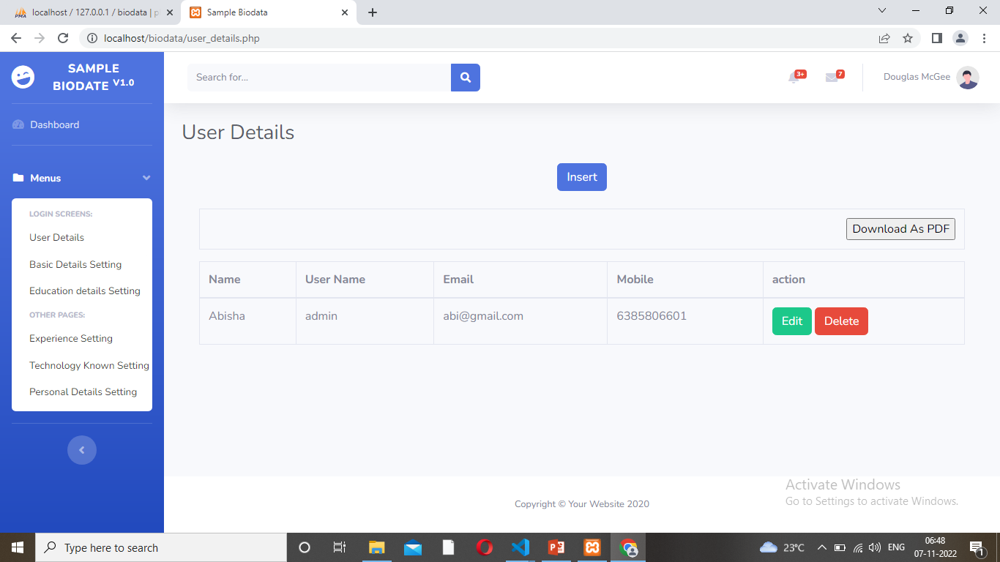 localhost / 127.0.0.1 / biodata | p
Sample Biodata
localhost/biodata/user_details.php
SAMPLE
BIODATE V1.0
Search for...
3+
7
Douglas McGee
Dashboard
User Details
Menus
Insert
LOGIN SCREENS:
User Details
Basic Details Setting
Education details Setting
OTHER PAGES:
Experience Setting
Technology Known Setting
Personal Details Setting
Download As PDF
Name User Name Email Mobile action
Abisha admin abi@gmail.com 6385806601 Edit Delete
Activate Windows
Go to Settings to activate Windows.
Copyright © Your Website 2020
Type here to search
23°C
ENG
06:48
07-11-2022
1